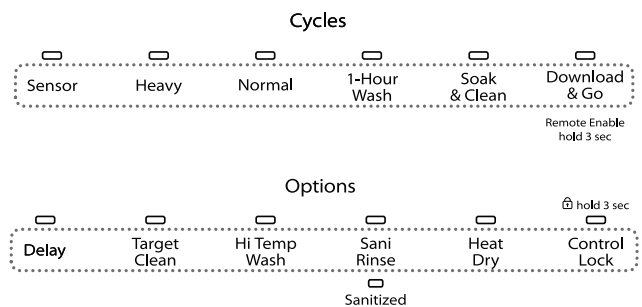 Cycles
Sensor Heavy Normal 1-Hour Wash Soak & Clean Download & Go
Remote Enable
hold 3 sec
Options
hold 3 sec
Delay Target Clean Hi Temp Wash Sani Rinse Heat Dry Control Lock
Sanitized